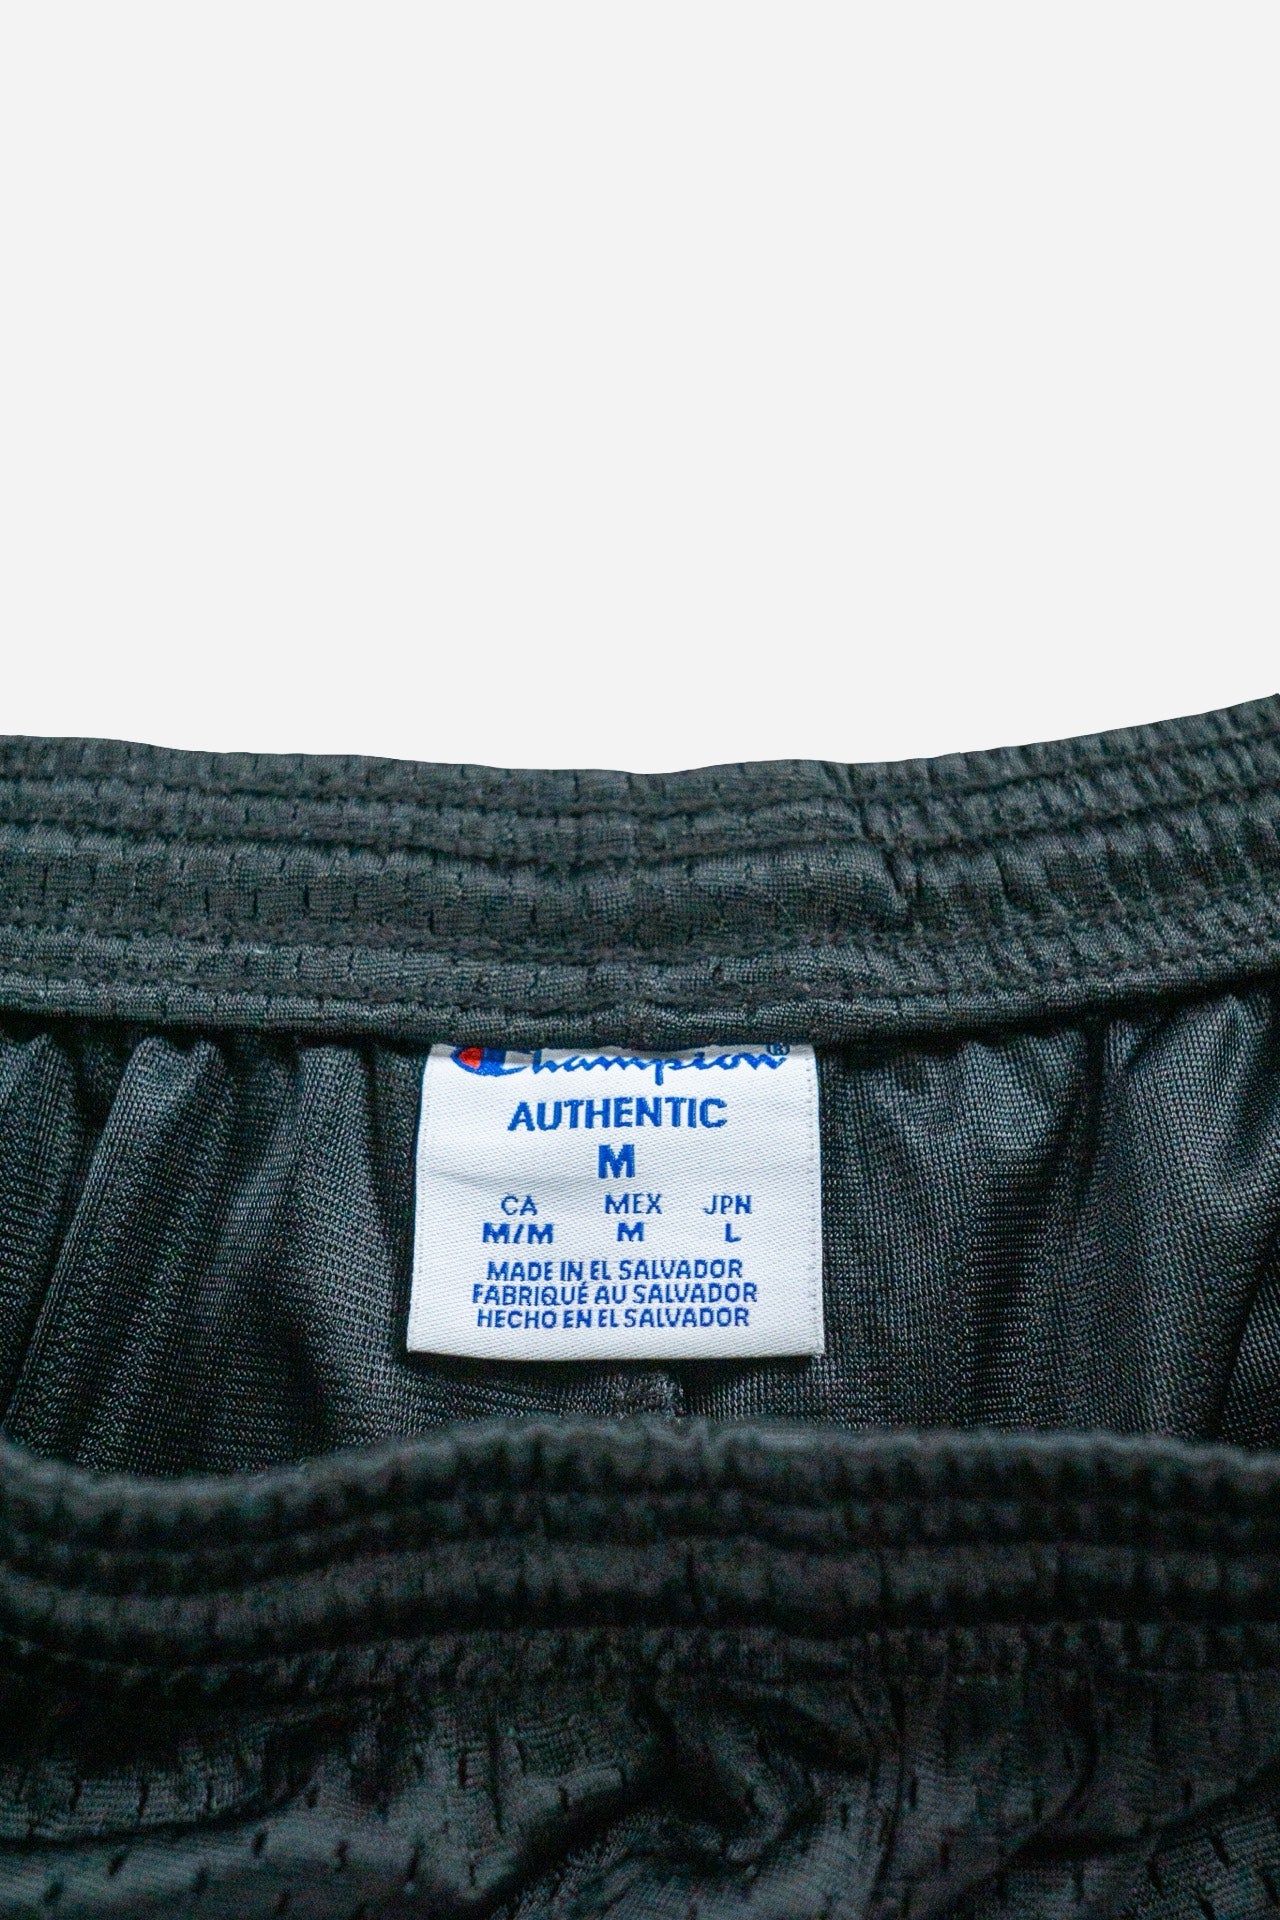 Champion®
AUTHENTIC
M
CA MEX JPN
M/M M L
MADE IN EL SALVADOR
FABRIQUÉ AU SALVADOR
HECHO EN EL SALVADOR